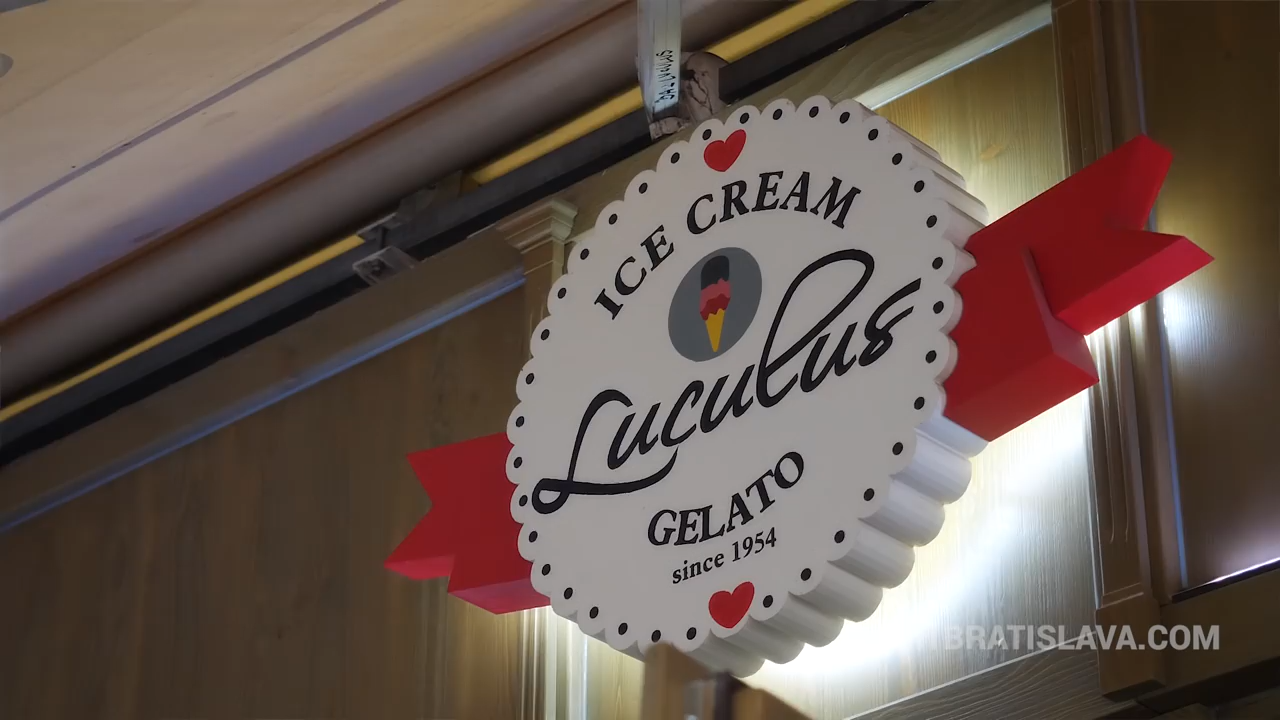 ICE CREAM
Luculus
GELATO
since 1954
BRATISLAVA.COM